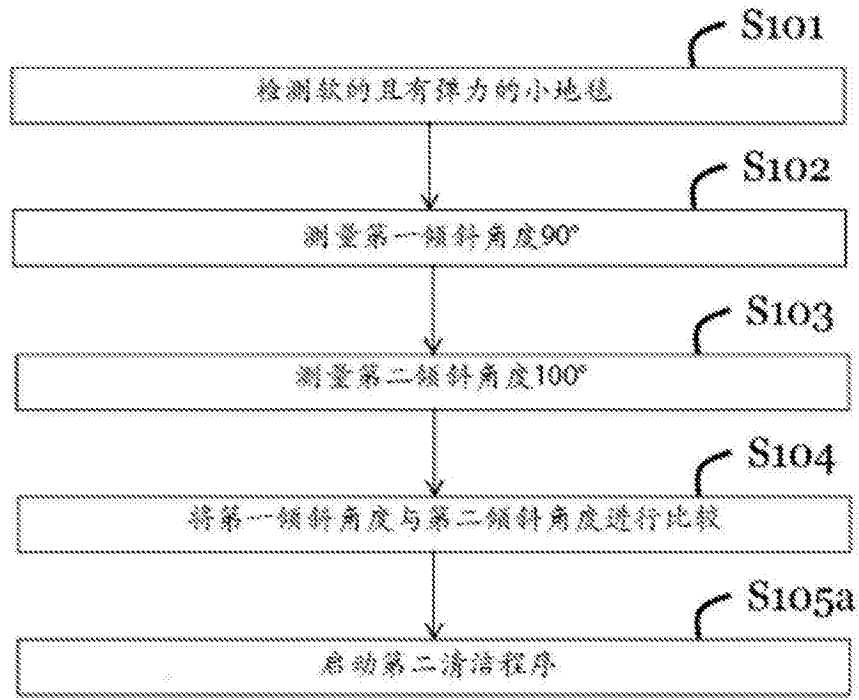 S101
检测软的且有弹力的小地毯
S102
测量第一倾斜角度90°
S103
测量第二倾斜角度100°
S104
将第一倾斜角度与第二倾斜角度进行比较
S105a
启动第二清洁程序